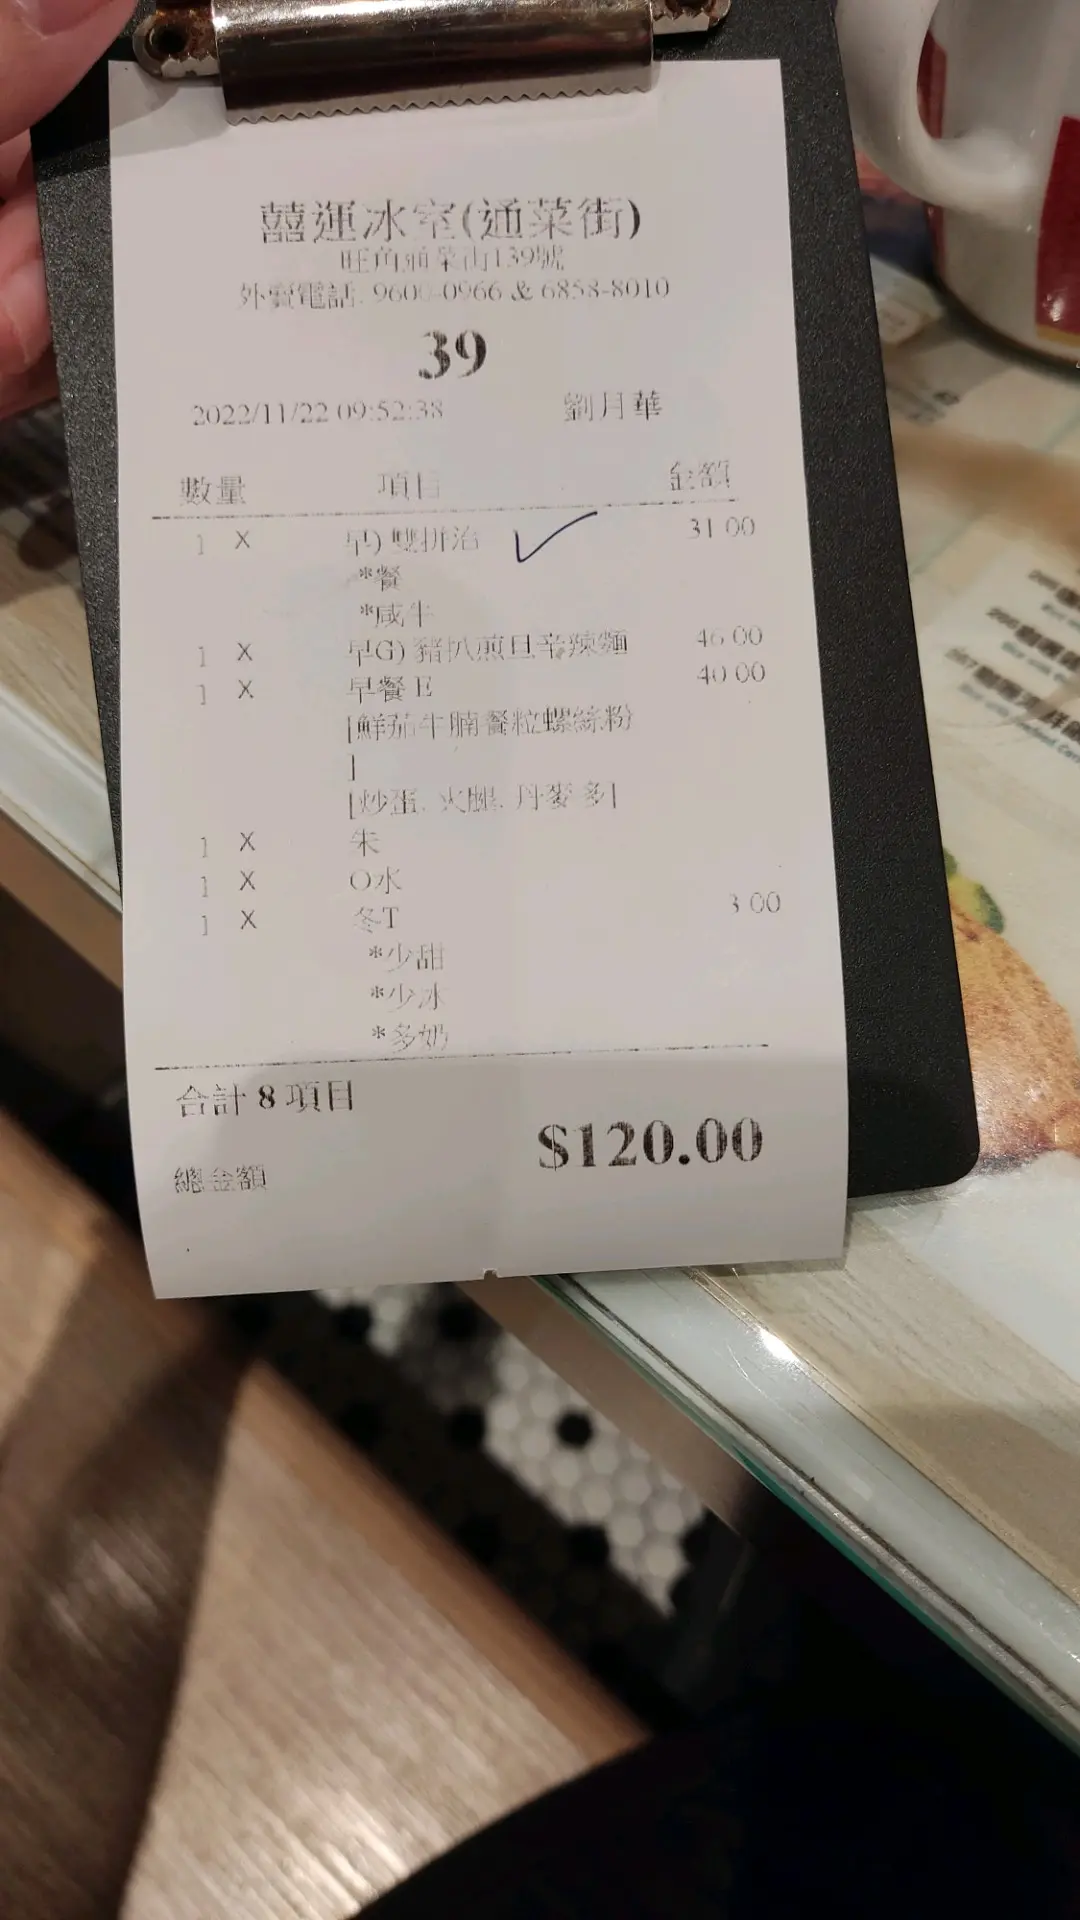 囍運冰室(通菜街)
旺角通菜街139號
外賣電話: 9600-0966 & 6858-8010
39
2022/11/22 09:52:38 劉月華
數量 項目 金額
1 X 早) 雙拼治 31.00
*餐
*咸牛
1 X 早G) 豬扒煎旦辛辣麵 46.00
1 X 早餐 E 40.00
[鮮茄牛腩餐粒螺絲粉
]
[炒蛋, 火腿, 丹麥多]
1 X 朱
1 X O水
1 X 冬T 3.00
*少甜
*少冰
*多奶
合計 8 項目
$120.00
總金額